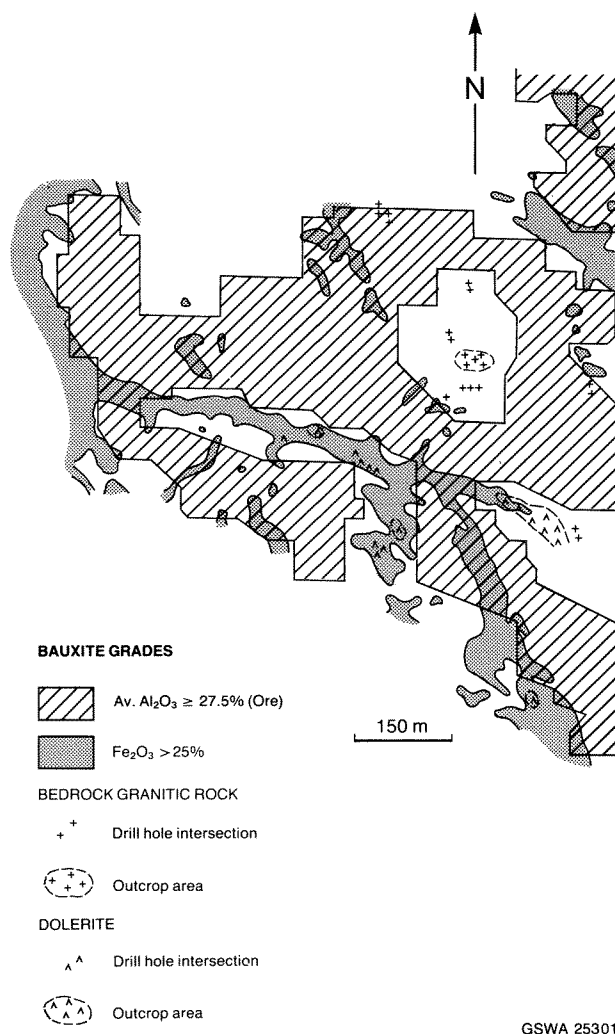 N
BAUXITE GRADES
Av. Al₂O₃ ≥ 27.5% (Ore)
150 m
Fe₂O₃ >25%
BEDROCK GRANITIC ROCK
Drill hole intersection
Outcrop area
DOLERITE
Drill hole intersection
Outcrop area
GSWA 25301